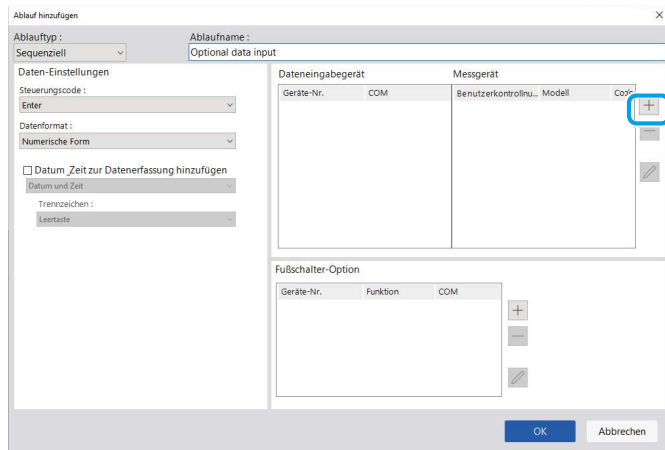 Ablauf hinzufügen
Ablauftyp :
Ablaufname :
Sequenziell
Optional data input
Daten-Einstellungen
Steuerungscode :
Enter
Datenformat :
Numerische Form
Datum_Zeit zur Datenerfassung hinzufügen
Datum und Zeit
Trennzeichen :
Leertaste
Dateneingabegerät
Messgerät
Geräte-Nr. COM
Benutzerkontrollnu... Modell
Fußschalter-Option
Geräte-Nr. Funktion COM
OK Abbrechen